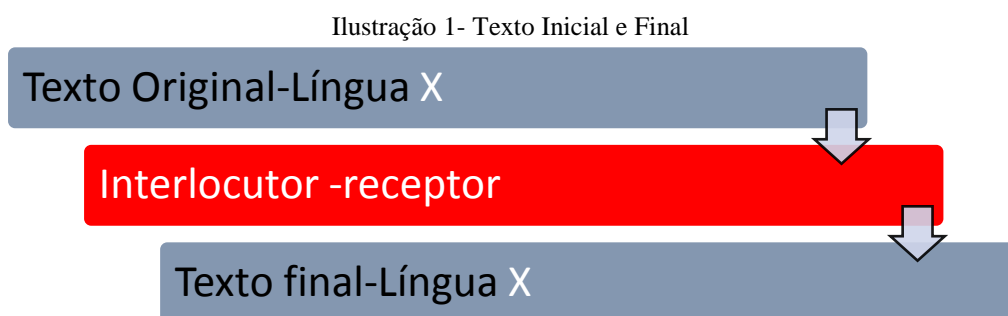 Ilustração 1- Texto Inicial e Final
Texto Original-Língua X
Interlocutor -receptor
Texto final-Língua X